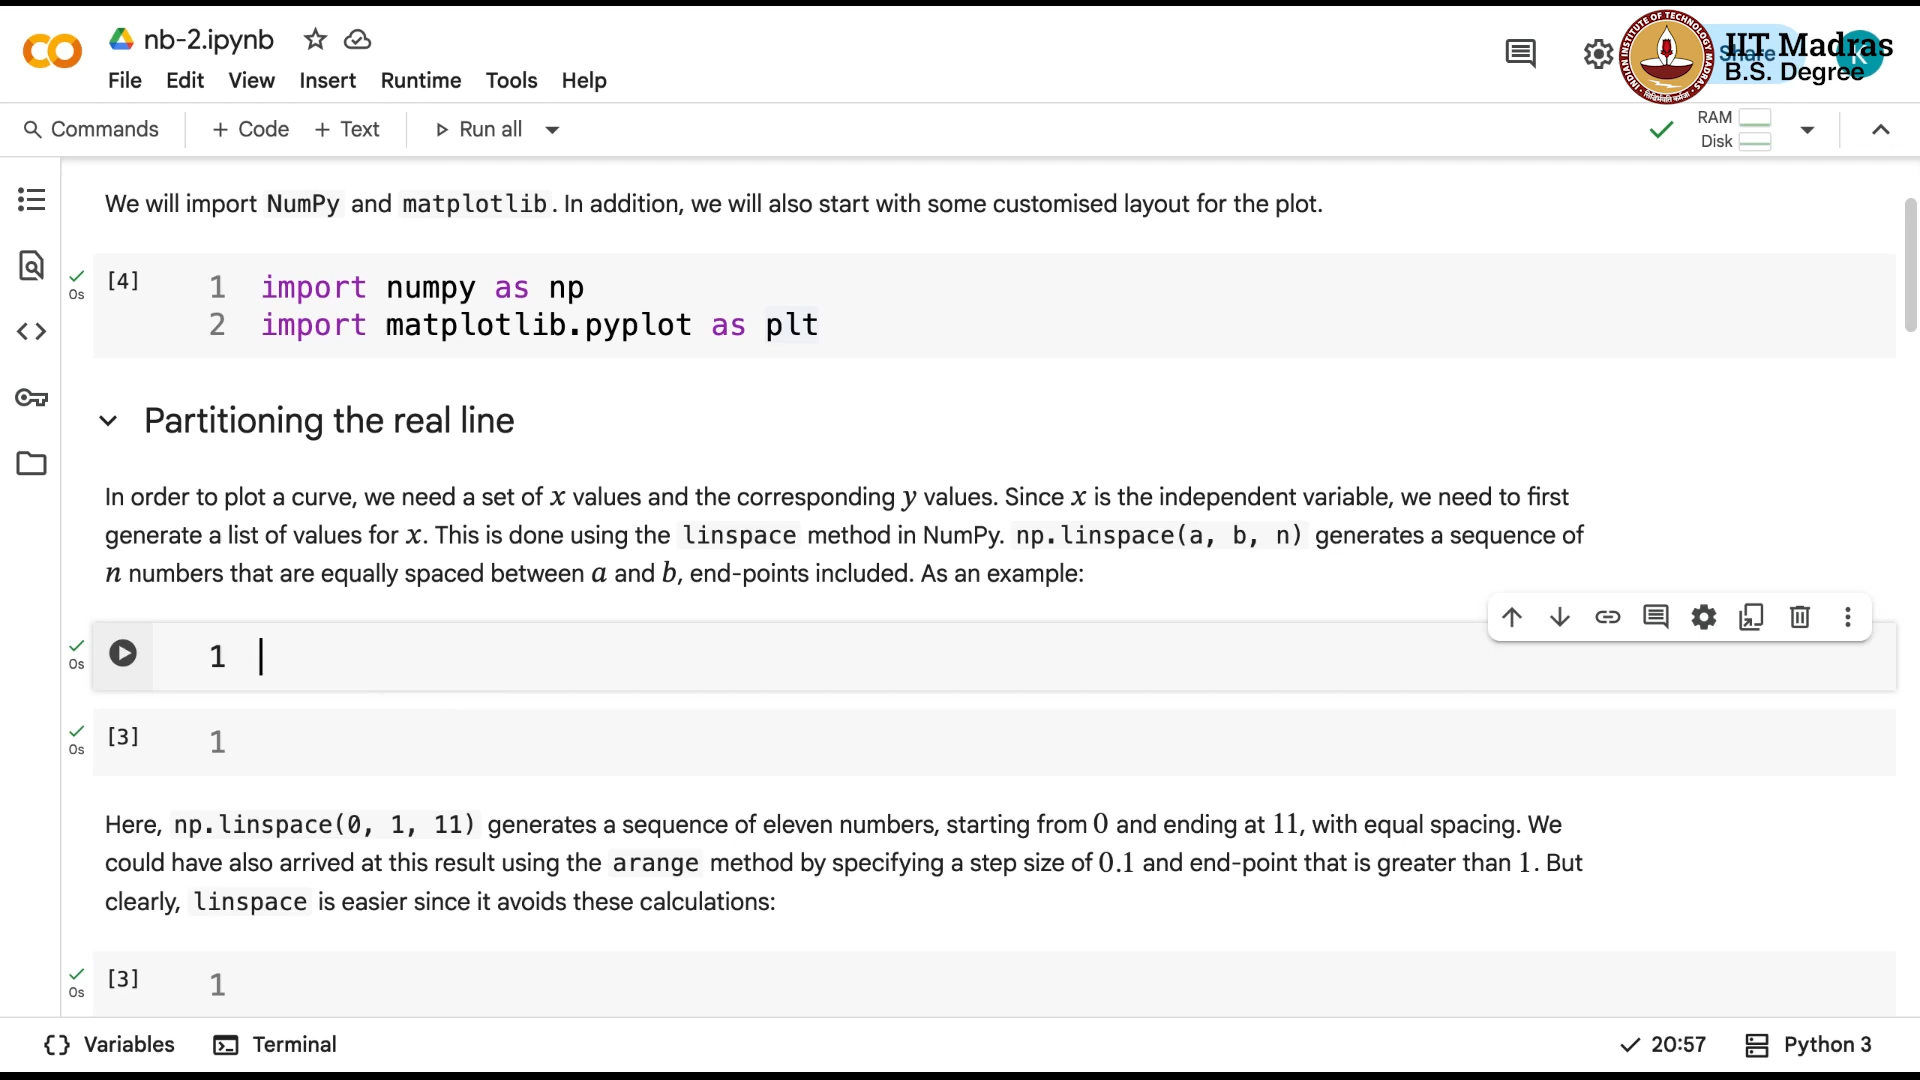 nb-2.ipynb
File Edit View Insert Runtime Tools Help
IIT Madras
B.S. Degree
Share
K
INDIAN INSTITUTE OF TECHNOLOGY MADRAS
Commands + Code + Text Run all
RAM
Disk
We will import NumPy and matplotlib. In addition, we will also start with some customised layout for the plot.
[4] 1 import numpy as np
0s
2 import matplotlib.pyplot as plt
Partitioning the real line
In order to plot a curve, we need a set of x values and the corresponding y values. Since x is the independent variable, we need to first
generate a list of values for x. This is done using the linspace method in NumPy. np.linspace(a, b, n) generates a sequence of
n numbers that are equally spaced between a and b, end-points included. As an example:
1
0s
[3] 1
0s
Here, np.linspace(0, 1, 11) generates a sequence of eleven numbers, starting from 0 and ending at 11, with equal spacing. We
could have also arrived at this result using the arange method by specifying a step size of 0.1 and end-point that is greater than 1. But
clearly, linspace is easier since it avoids these calculations:
[3] 1
0s
{} Variables Terminal 20:57 Python 3